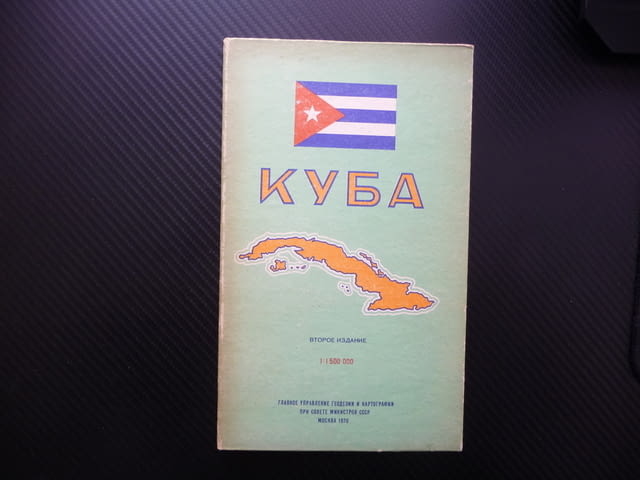 КУБА
ВТОРОЕ ИЗДАНИЕ
1:1 500 000
ГЛАВНОЕ УПРАВЛЕНИЕ ГЕОДЕЗИИ И КАРТОГРАФИИ
ПРИ СОВЕТЕ МИНИСТРОВ СССР
МОСКВА 1970